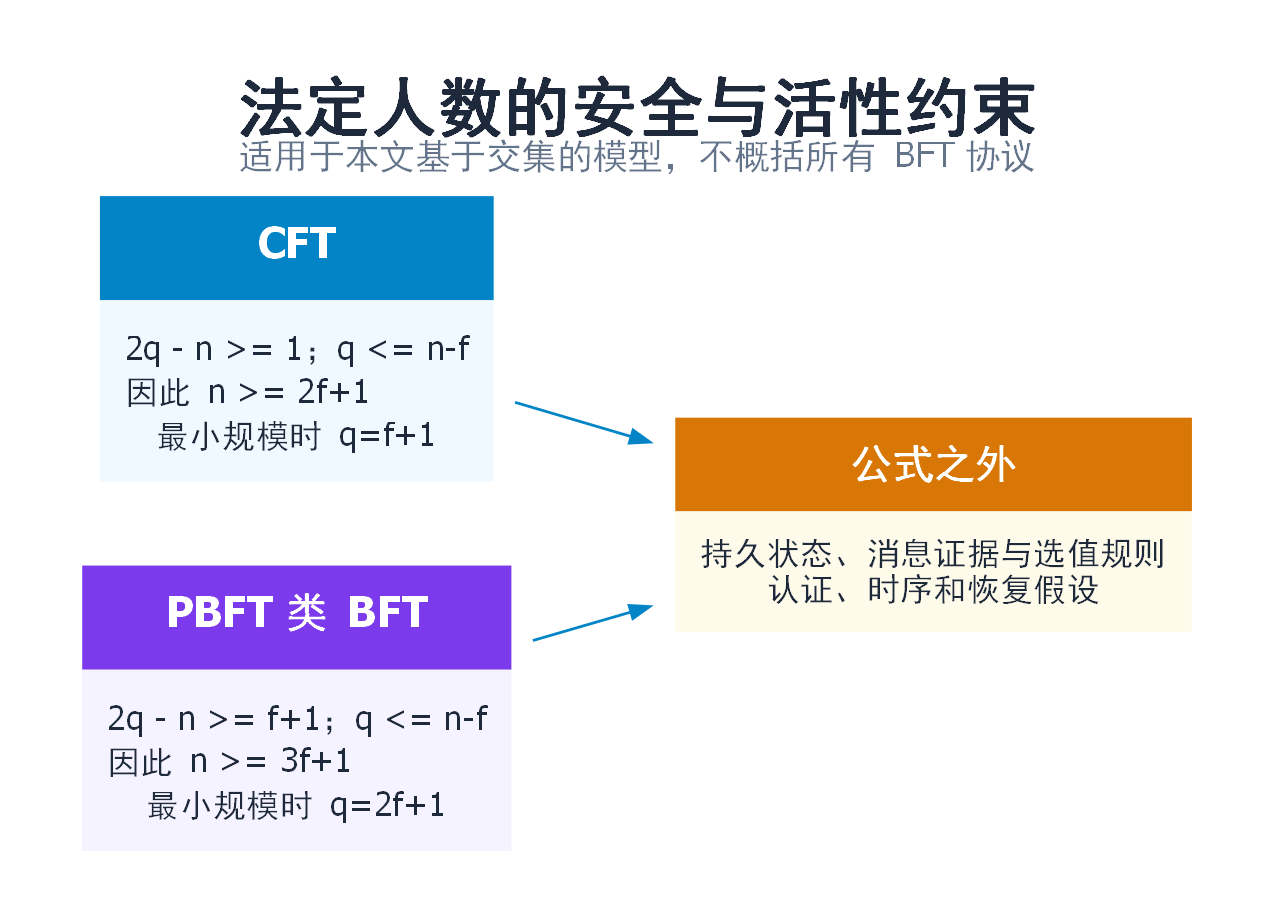 法定人数的安全与活性约束
适用于本文基于交集的模型，不概括所有 BFT 协议
CFT
2q - n >= 1；q <= n-f
因此 n >= 2f+1
最小规模时 q=f+1
公式之外
持久状态、消息证据与选值规则
认证、时序和恢复假设
PBFT 类 BFT
2q - n >= f+1；q <= n-f
因此 n >= 3f+1
最小规模时 q=2f+1